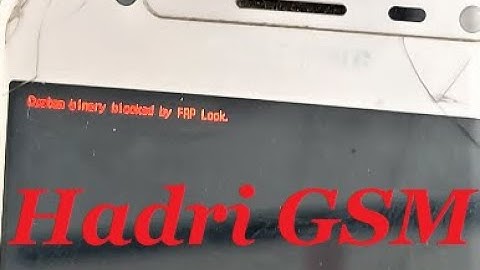 Custom binary blocked by FRP Lock.
Hadri GSM